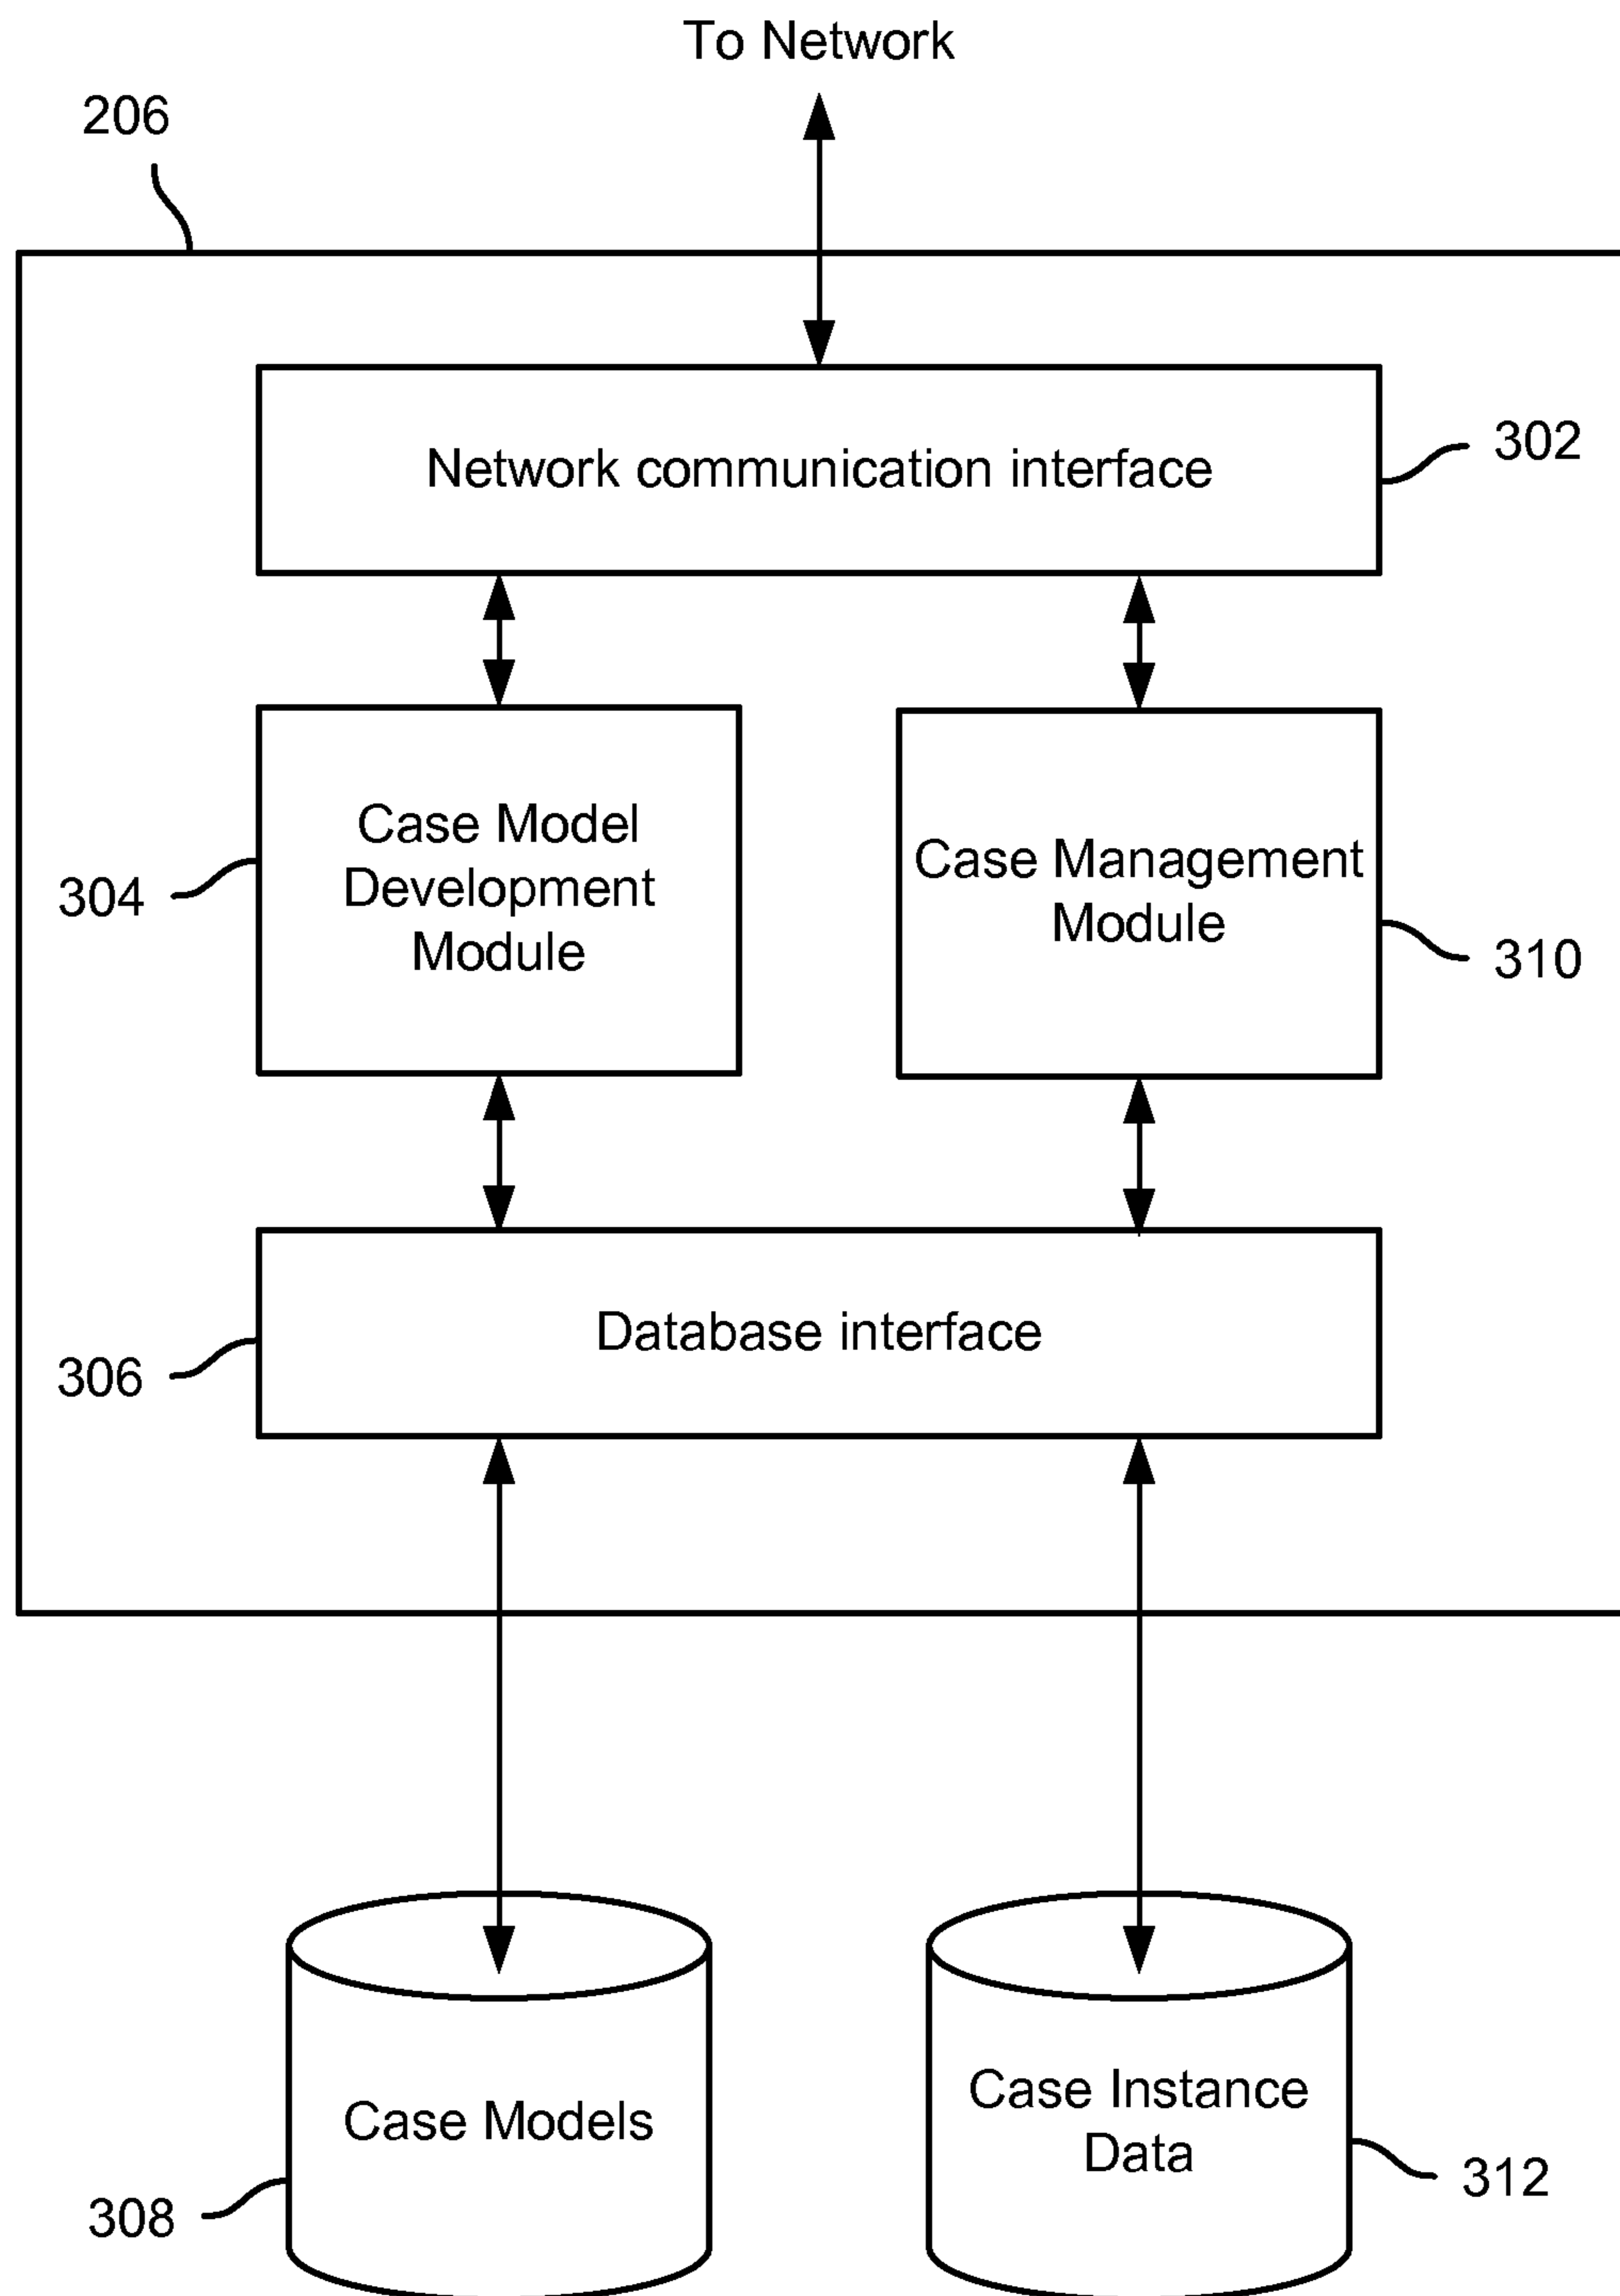 To Network
206
Network communication interface
302
Case Model
Development
Module
304
Case Management
Module
310
Database interface
306
Case Models
308
Case Instance
Data
312